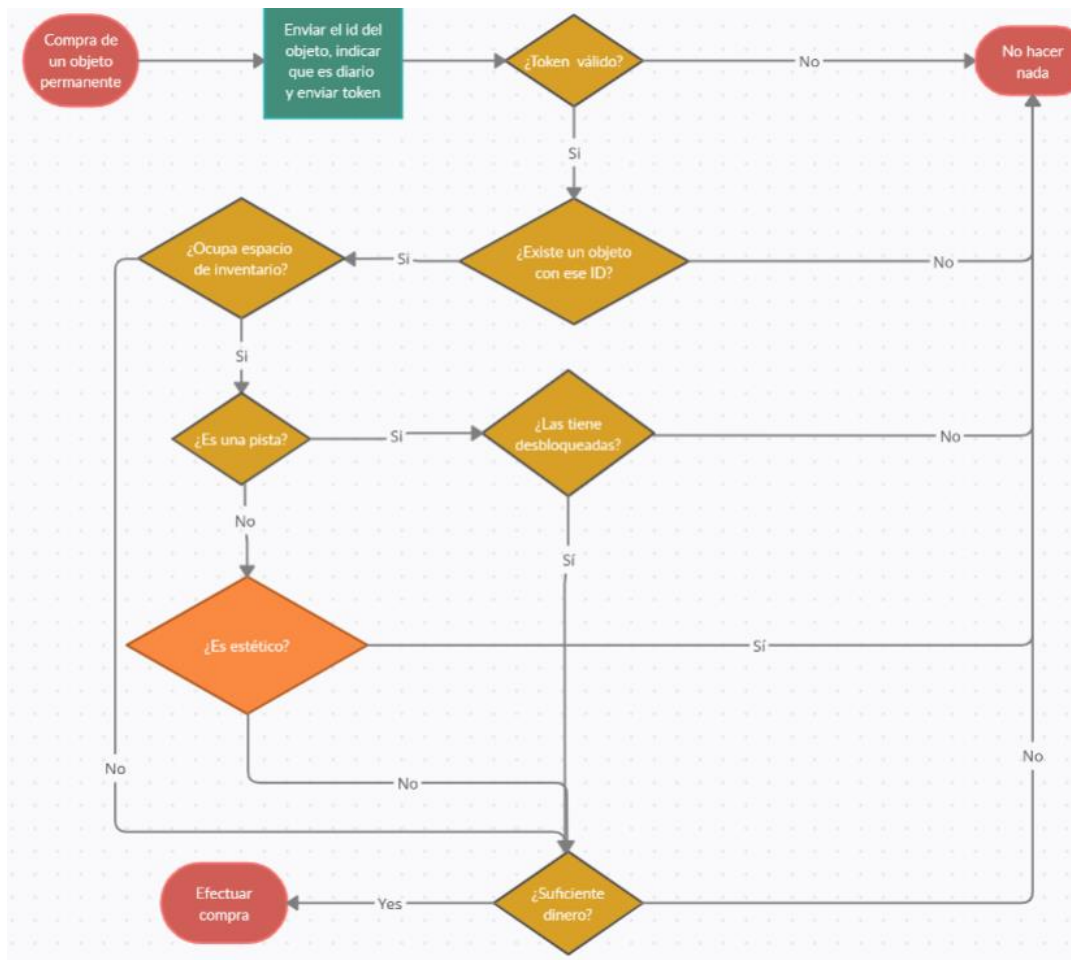 Compra de
un objeto
permanente
Enviar el id del
objeto, indicar
que es diario
y enviar token
¿Token válido?
No
No hacer
nada
Si
¿Ocupa espacio
de inventario?
Si
¿Existe un objeto
con ese ID?
No
Si
¿Es una pista?
Si
¿Las tiene
desbloqueadas?
No
No
Sí
¿Es estético?
Sí
No
No
No
Efectuar
compra
Yes
¿Suficiente
dinero?